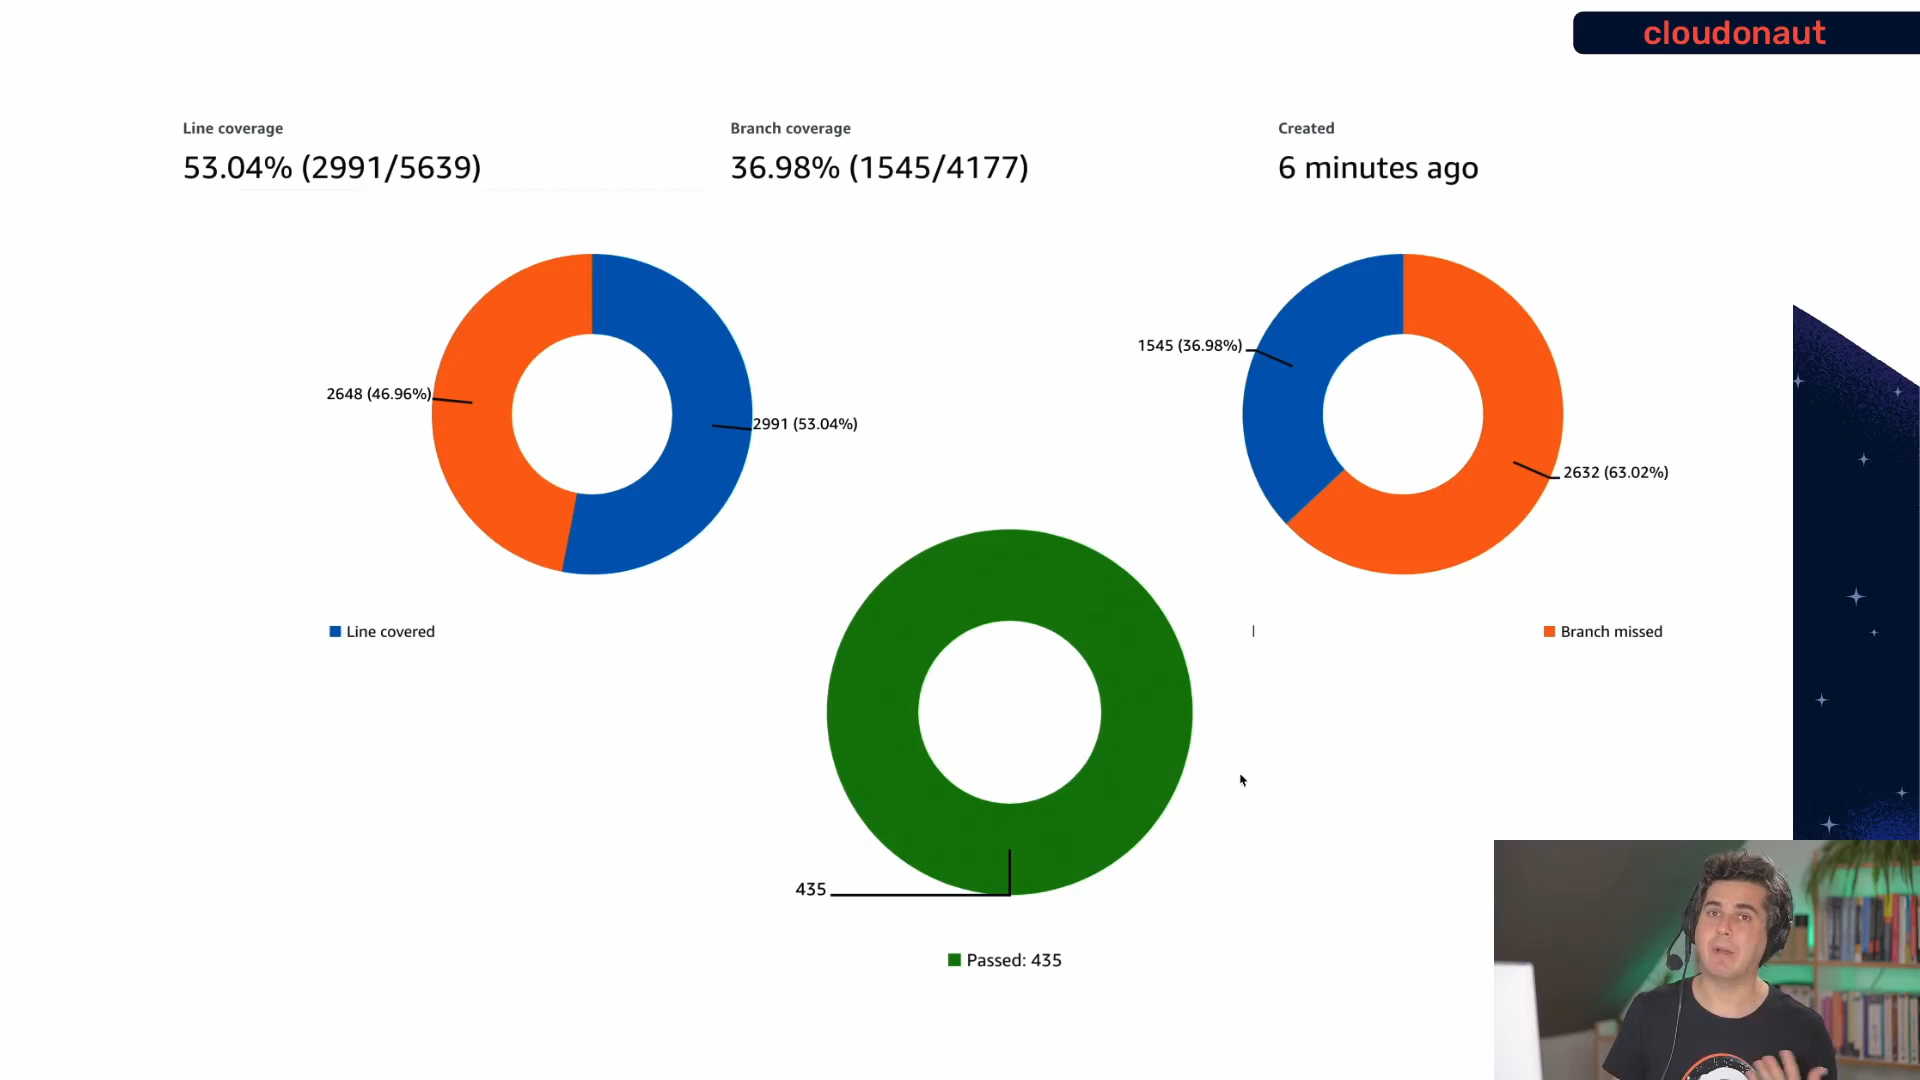 cloudonaut
Line coverage
53.04% (2991/5639)
Branch coverage
36.98% (1545/4177)
Created
6 minutes ago
2648 (46.96%)
2991 (53.04%)
1545 (36.98%)
2632 (63.02%)
Line covered
Branch missed
435
Passed: 435